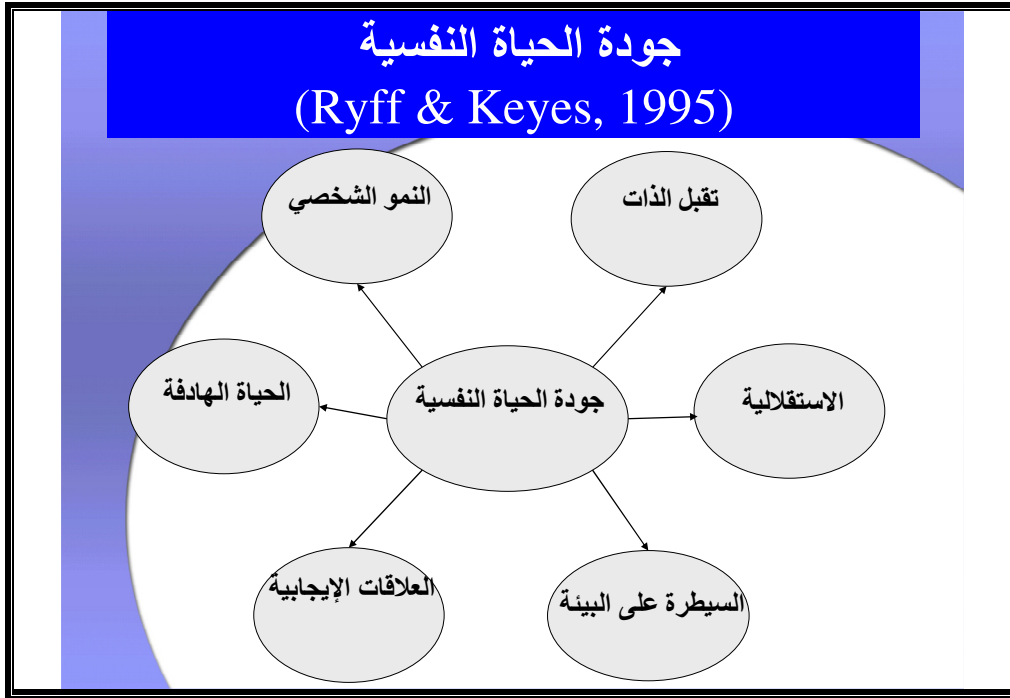 جودة الحياة النفسية
(Ryff & Keyes, 1995)
تقبل الذات
النمو الشخصي
جودة الحياة النفسية
الاستقلالية
الحياة الهادفة
السيطرة على البيئة
العلاقات الإيجابية